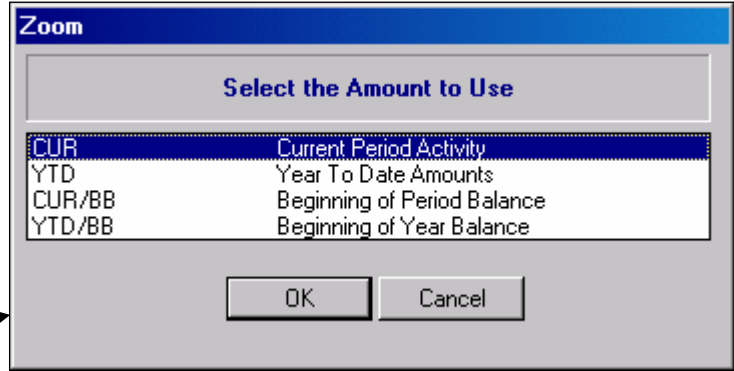 Zoom
Select the Amount to Use
CUR Current Period Activity
YTD Year To Date Amounts
CUR/BB Beginning of Period Balance
YTD/BB Beginning of Year Balance
OK Cancel